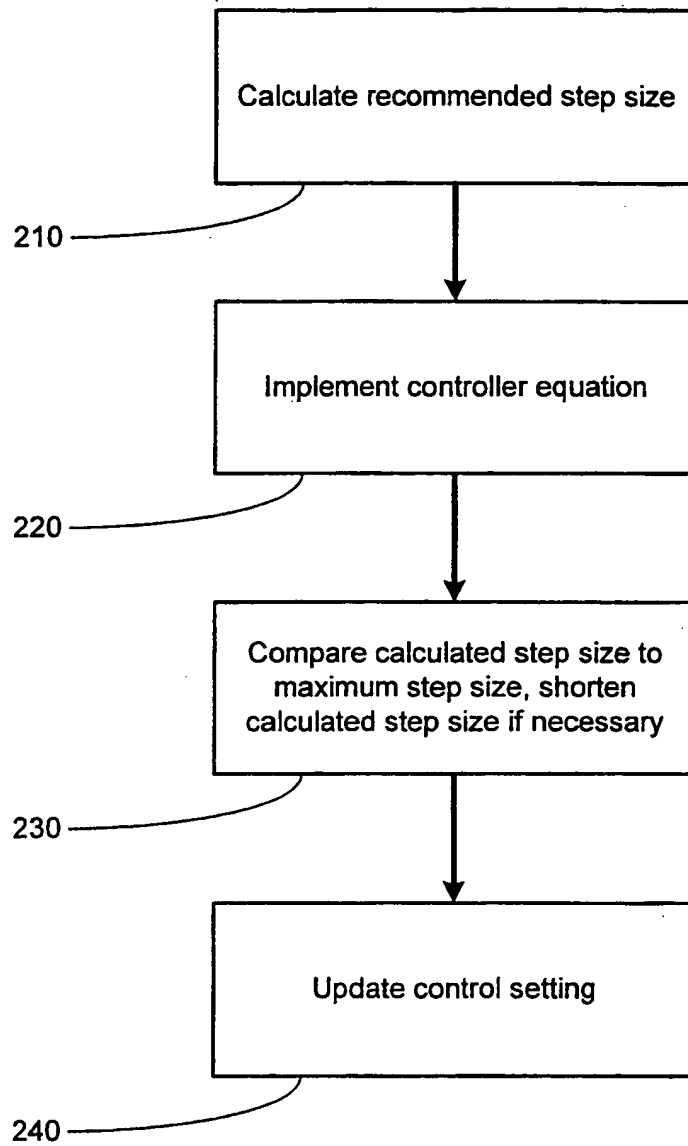 Calculate recommended step size
210
Implement controller equation
220
Compare calculated step size to
maximum step size, shorten
calculated step size if necessary
230
Update control setting
240